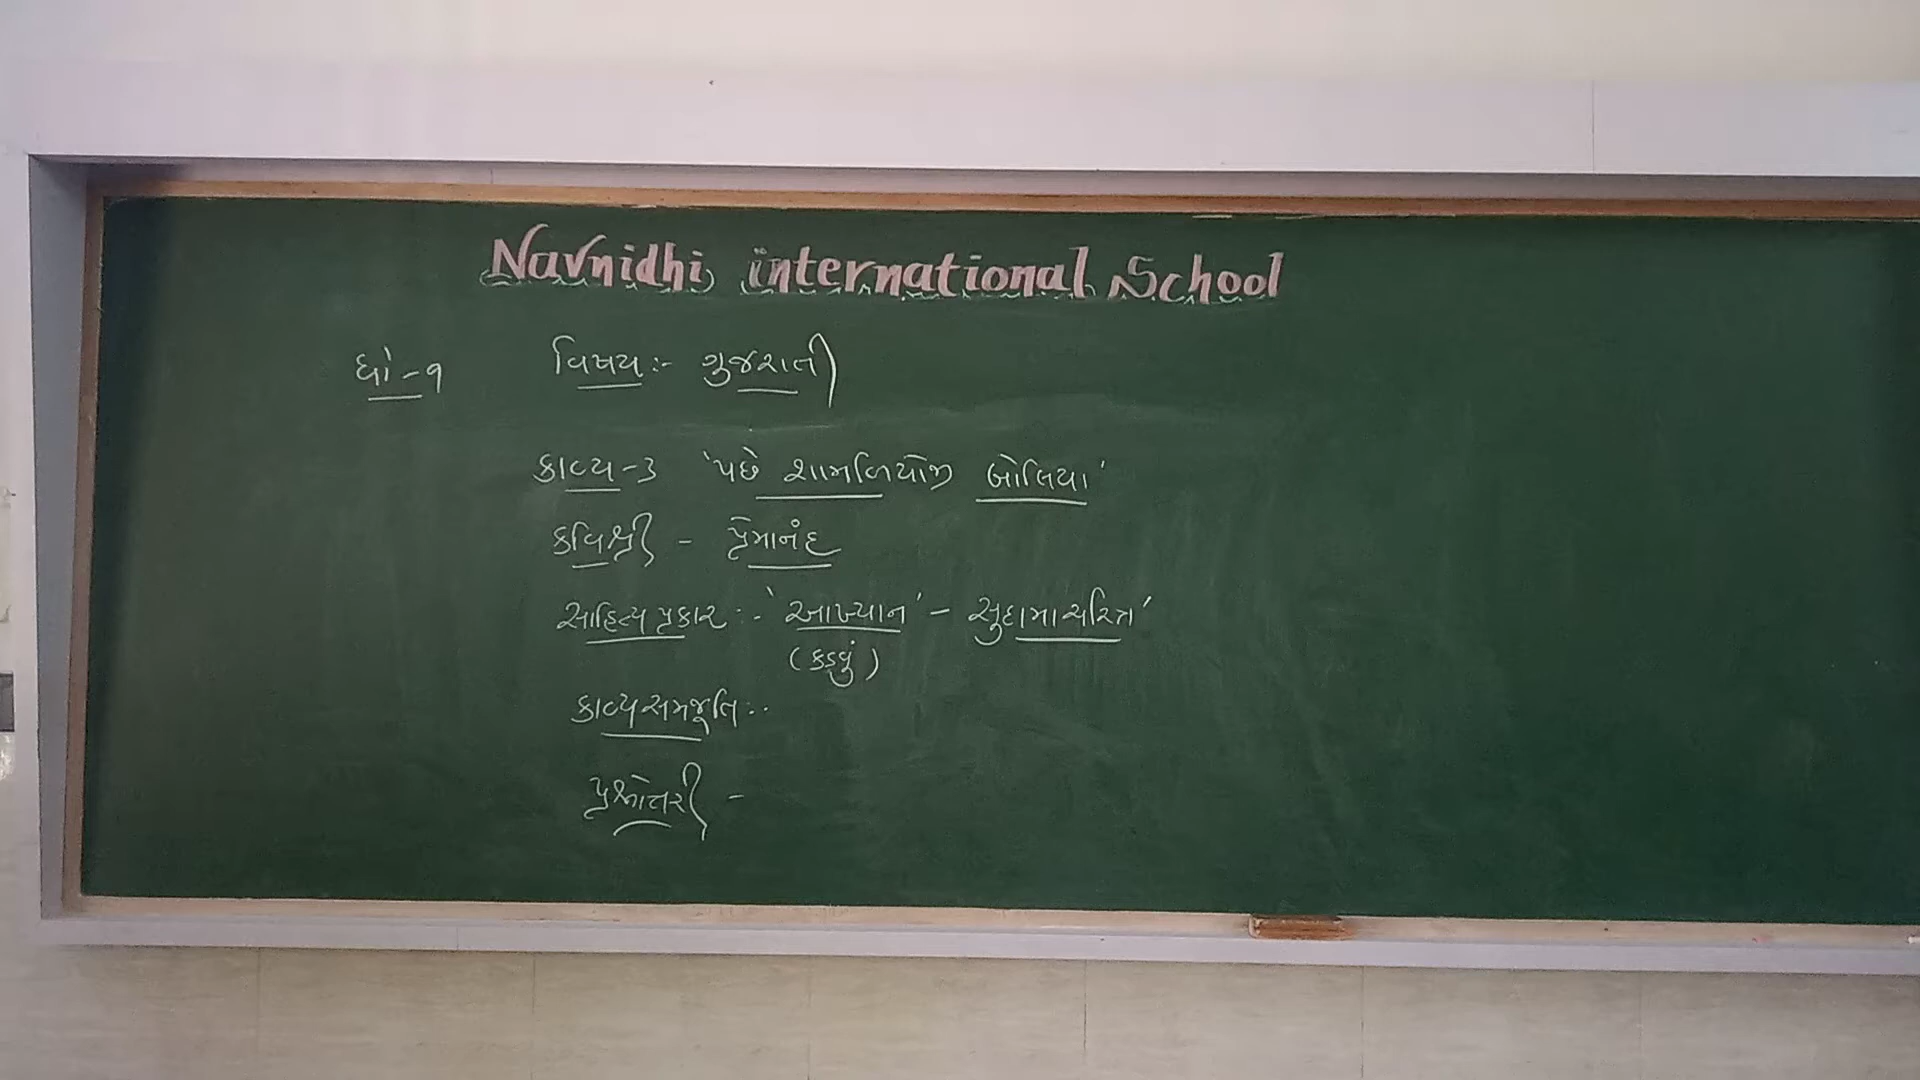 Navnidhi international School
ધો-૧ વિષય:- ગુજરાતી
કાવ્ય-૩ 'પછે શામળિયોજી બોલિયા'
કવિશ્રી - પ્રેમાનંદ
સાહિત્ય પ્રકાર :- 'આખ્યાન' - સુદામાચરિત્ર'
(કડવું)
કાવ્યસમજૂતિ:-
પ્રશ્નોતરી -